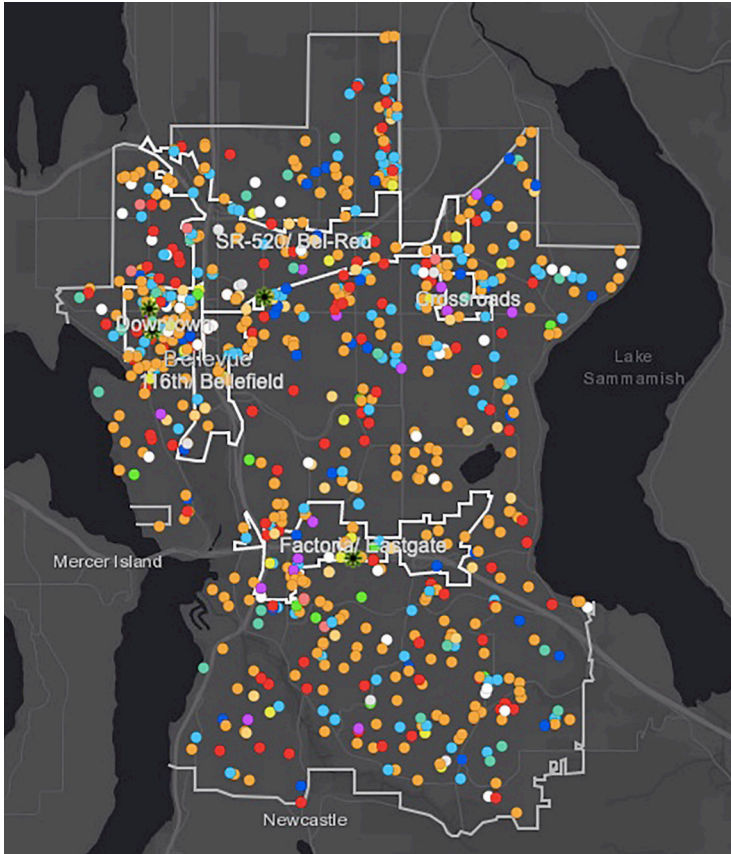 SR-520/ Bel-Red
Crossroads
Downtown
Bellevue
116th/ Bellefield
Lake
Sammamish
Factoria/ Eastgate
Mercer Island
Newcastle